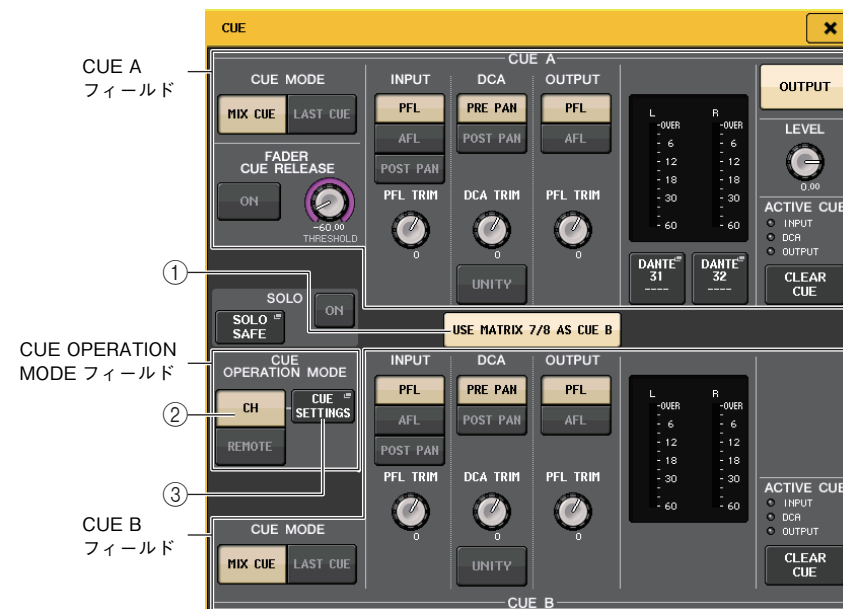 CUE
CUE A
CUE A
フィールド
CUE MODE
MIX CUE
LAST CUE
FADER
CUE RELEASE
ON
-60.00
THRESHOLD
INPUT
PFL
AFL
POST PAN
PFL TRIM
0
DCA
PRE PAN
POST PAN
DCA TRIM
0
UNITY
OUTPUT
PFL
AFL
PFL TRIM
0
L
R
-OVER
-OVER
- 6
- 6
- 12
- 12
- 18
- 18
- 30
- 30
- 60
- 60
DANTE
31
----
DANTE
32
----
OUTPUT
LEVEL
0.00
ACTIVE CUE
INPUT
DCA
OUTPUT
CLEAR
CUE
①
SOLO
SOLO
SAFE
ON
USE MATRIX 7/8 AS CUE B
CUE OPERATION
MODE フィールド
CUE
OPERATION MODE
②
CH
CUE
SETTINGS
REMOTE
③
CUE B
フィールド
CUE MODE
MIX CUE
LAST CUE
INPUT
PFL
AFL
POST PAN
PFL TRIM
0
DCA
PRE PAN
POST PAN
DCA TRIM
0
UNITY
OUTPUT
PFL
AFL
PFL TRIM
0
L
R
-OVER
-OVER
- 6
- 6
- 12
- 12
- 18
- 18
- 30
- 30
- 60
- 60
ACTIVE CUE
INPUT
DCA
OUTPUT
CLEAR
CUE
CUE B